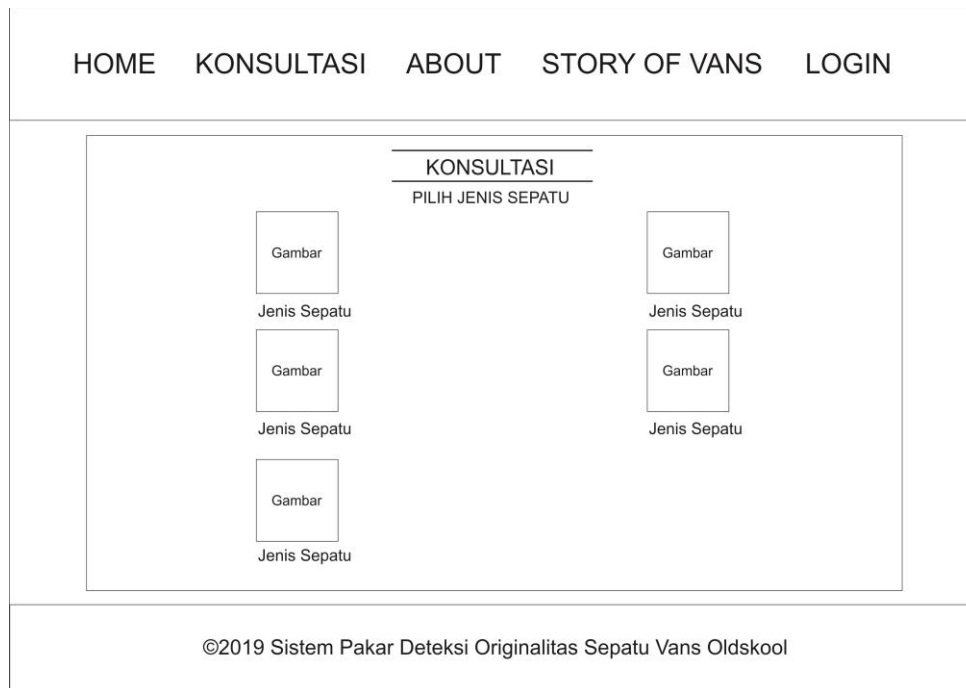 HOME KONSULTASI ABOUT STORY OF VANS LOGIN
KONSULTASI
PILIH JENIS SEPATU
Gambar Gambar
Jenis Sepatu Jenis Sepatu
Gambar Gambar
Jenis Sepatu Jenis Sepatu
Gambar
Jenis Sepatu
©2019 Sistem Pakar Deteksi Originalitas Sepatu Vans Oldskool